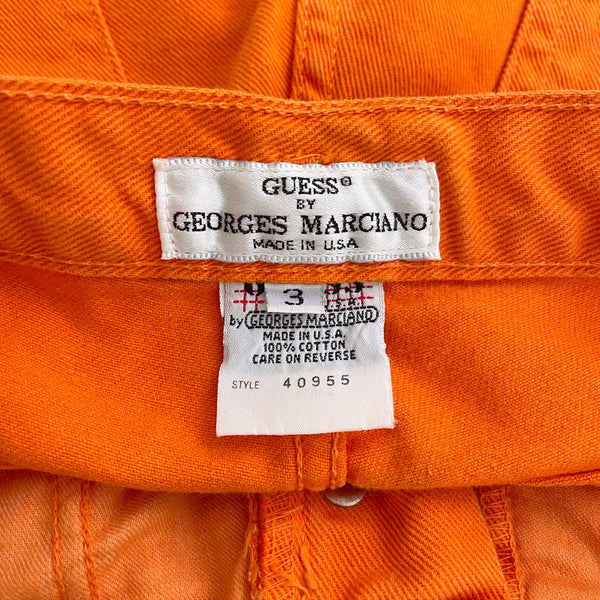 GUESS®
BY
GEORGES MARCIANO
MADE IN U.S.A
3
U.S.A.
by GEORGES MARCIANO
MADE IN U.S.A.
100% COTTON
CARE ON REVERSE
STYLE 40955